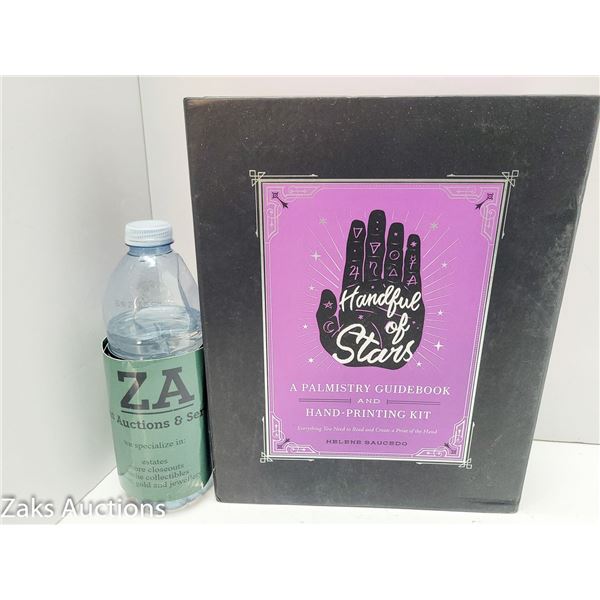 ZA
Auctions &
we specialize in:
estates
closeouts
collectibles
gold and jewellery
Handful
of
Stars
A PALMISTRY GUIDEBOOK
AND
HAND-PRINTING KIT
Everything You Need to Read and Create a Print of the Hand
HELENE SAUCEDO
Zaks Auctions